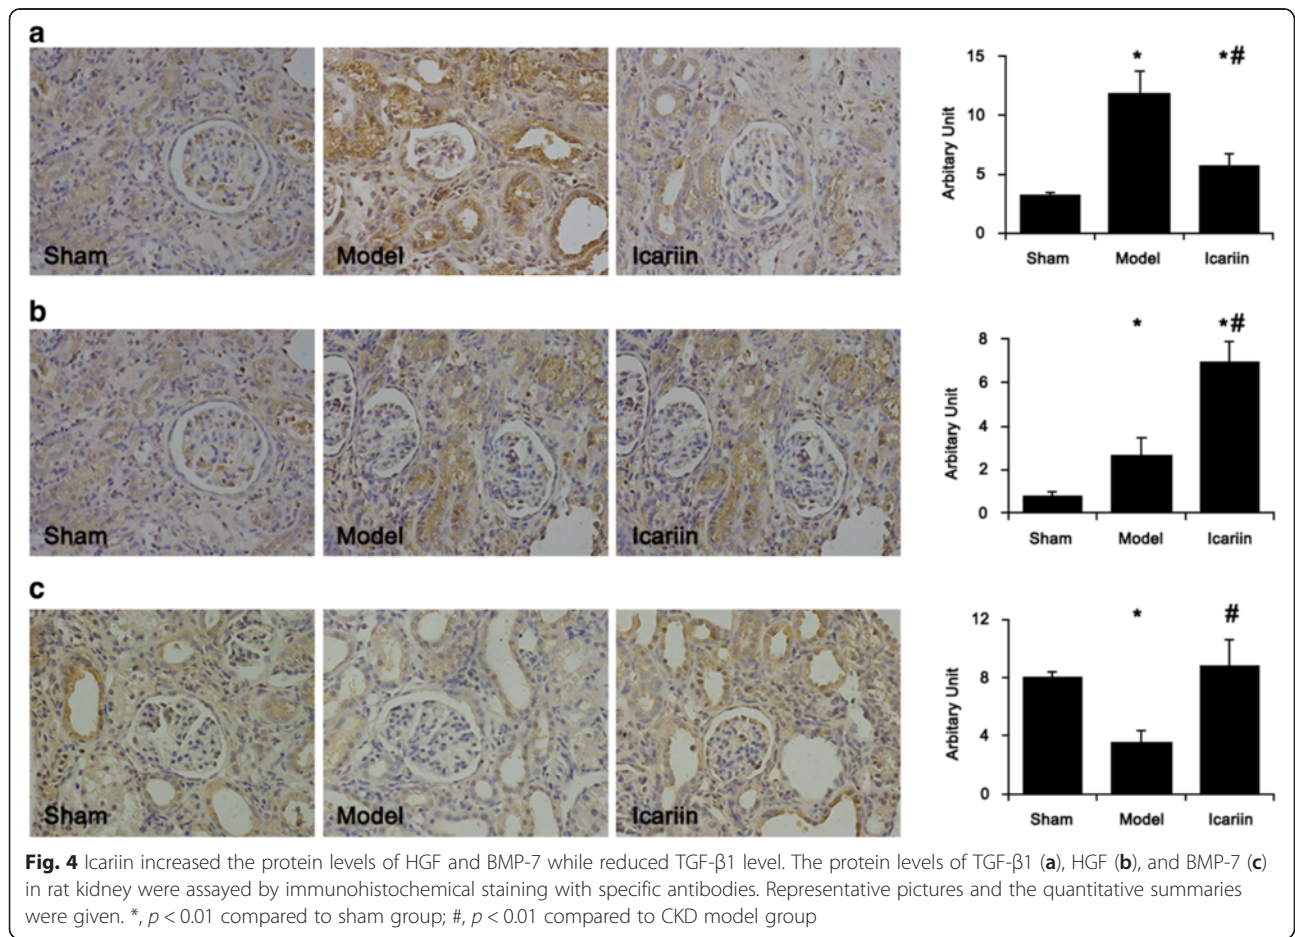 a
Sham
Model
Icariin
Arbitary Unit
15
10
5
0
* 
*#
Sham Model Icariin
b
Sham
Model
Icariin
Arbitary Unit
8
6
4
2
0
*
*#
Sham Model Icariin
c
Sham
Model
Icariin
Arbitary Unit
12
8
4
0
*
#
Sham Model Icariin
Fig. 4 Icariin increased the protein levels of HGF and BMP-7 while reduced TGF-β1 level. The protein levels of TGF-β1 (a), HGF (b), and BMP-7 (c)
in rat kidney were assayed by immunohistochemical staining with specific antibodies. Representative pictures and the quantitative summaries
were given. *, p < 0.01 compared to sham group; #, p < 0.01 compared to CKD model group